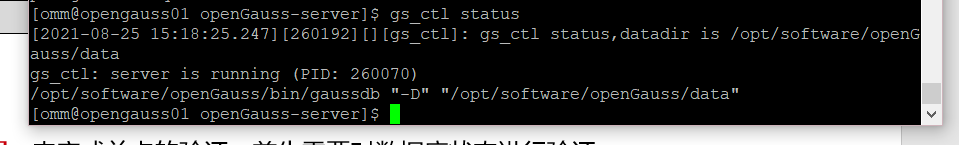 [omm@opengauss01 openGauss-server]$ gs_ctl status
[2021-08-25 15:18:25.247][260192][][gs_ctl]: gs_ctl status,datadir is /opt/software/openG
auss/data
gs_ctl: server is running (PID: 260070)
/opt/software/openGauss/bin/gaussdb "-D" "/opt/software/openGauss/data"
[omm@opengauss01 openGauss-server]$